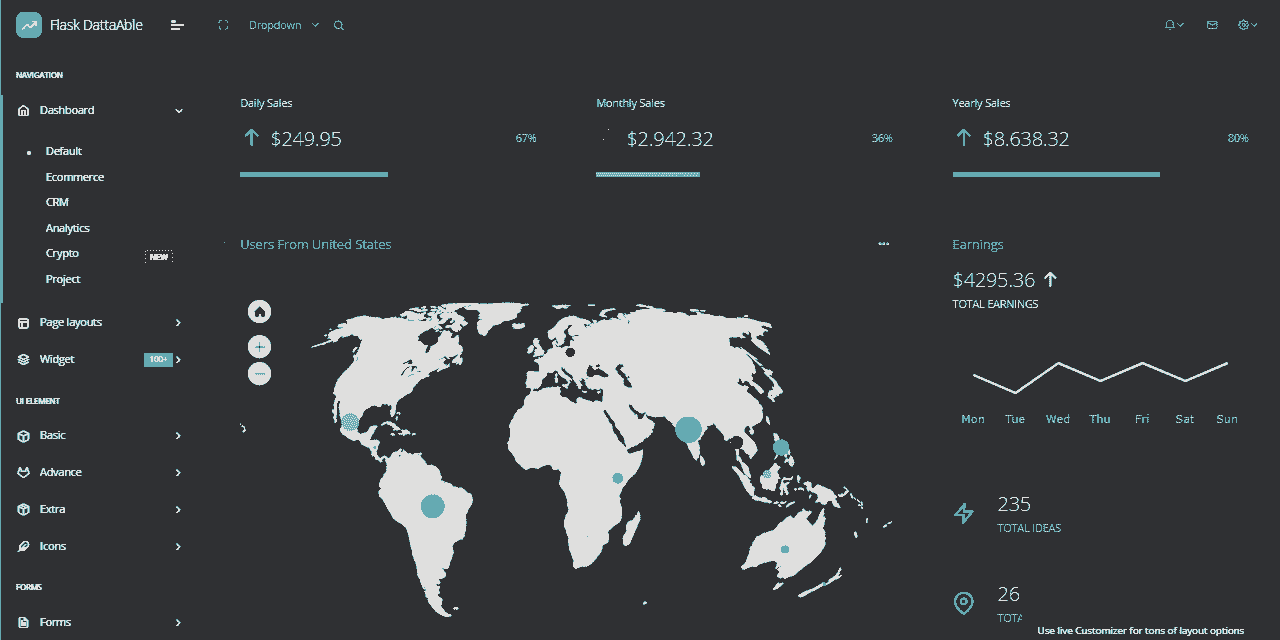 Flask DattaAble
Dropdown
NAVIGATION
Dashboard
Default
Ecommerce
CRM
Analytics
Crypto
NEW
Project
Page layouts
Widget
100+
UI ELEMENT
Basic
Advance
Extra
Icons
FORMS
Forms
Daily Sales
$249.95
67%
Monthly Sales
$2.942.32
36%
Yearly Sales
$8.638.32
80%
Users From United States
Earnings
$4295.36
TOTAL EARNINGS
Mon Tue Wed Thu Fri Sat Sun
235
TOTAL IDEAS
26
Use live Customizer for tons of layout options